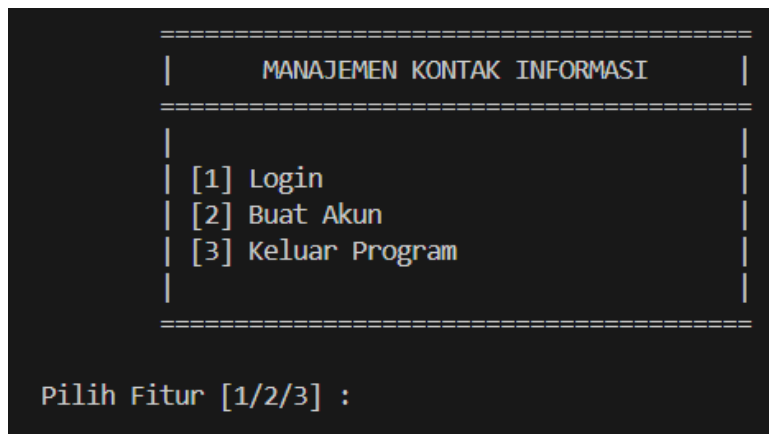 ========================================
|      MANAJEMEN KONTAK INFORMASI      |
========================================
|                                      |
| [1] Login                            |
| [2] Buat Akun                        |
| [3] Keluar Program                   |
|                                      |
========================================
Pilih Fitur [1/2/3] :